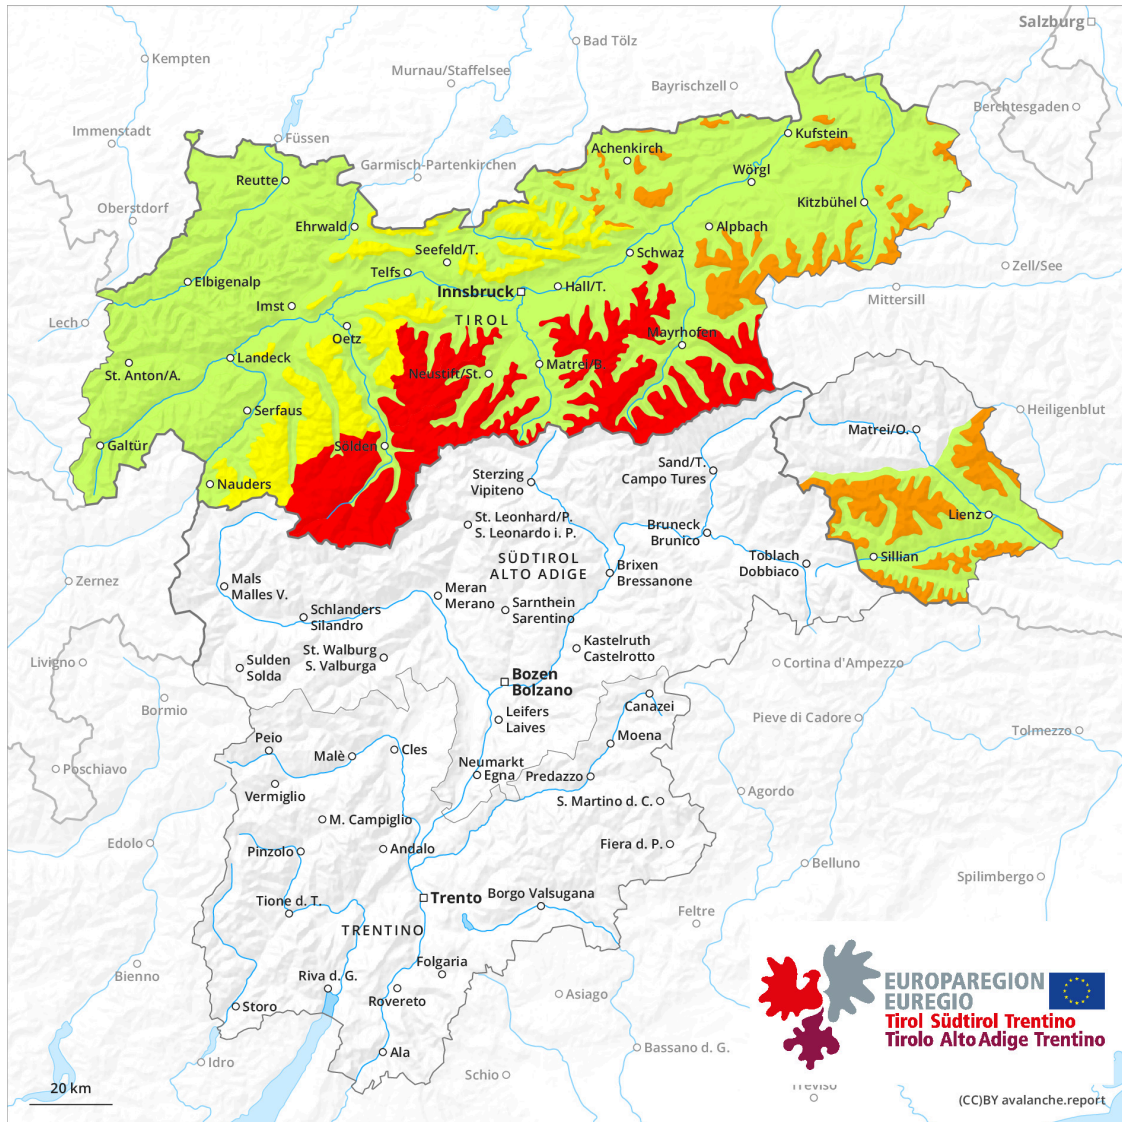 Salzburg
Bad Tölz
Kempten
Murnau/Staffelsee
Bayrischzell
Berchtesgaden
Immenstadt
Füssen
Kufstein
Achenkirch
Garmisch-Partenkirchen
Wörgl
Reutte
Oberstdorf
Kitzbühel
Ehrwald
Alpbach
Seefeld/T.
Schwaz
Telfs
Zell/See
Elbigenalp
Hall/T.
Innsbruck
Mittersill
Imst
TIROL
Lech
Mayrhofen
Oetz
Landeck
Matrei/B.
St. Anton/A.
Neustift/St.
Serfaus
Heiligenblut
Matrei/O.
Galtür
Sölden
Sand/T.
Campo Tures
Sterzing
Vipiteno
Nauders
Lienz
St. Leonhard/P.
S. Leonardo i. P.
Bruneck
Brunico
SÜDTIROL
ALTO ADIGE
Toblach
Dobbiaco
Sillian
Brixen
Bressanone
Zernez
Mals
Malles V.
Meran
Merano
Sarnthein
Sarentino
Schlanders
Silandro
Kastelruth
Castelrotto
St. Walburg
S. Valburga
Livigno
Sulden
Solda
Cortina d'Ampezzo
Bozen
Bolzano
Bormio
Canazei
Leifers
Laives
Pieve di Cadore
Tolmezzo
Peio
Moena
Malè
Cles
Neumarkt
Egna
Predazzo
Poschiavo
Vermiglio
Agordo
S. Martino d. C.
M. Campiglio
Edolo
Fiera d. P.
Pinzolo
Andalo
Belluno
Spilimbergo
Trento
Borgo Valsugana
Tione d. T.
Feltre
TRENTINO
Folgaria
Bienno
Riva d. G.
Rovereto
Asiago
Storo
EUROPAREGION
EUREGIO
Tirol Südtirol Trentino
Tirolo Alto Adige Trentino
Ala
Bassano d. G.
Idro
Schio
Treviso
20 km
(CC)BY avalanche.report